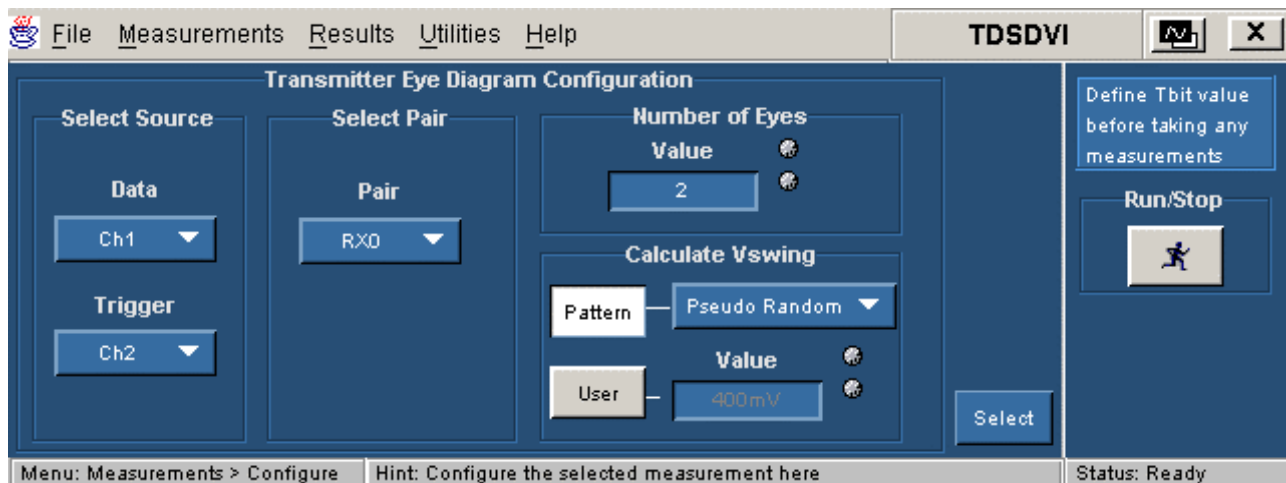 File Measurements Results Utilities Help TDSDVI X
Transmitter Eye Diagram Configuration
Select Source
Data
Ch1
Trigger
Ch2
Select Pair
Pair
RX0
Number of Eyes
Value
2
Calculate Vswing
Pattern Pseudo Random
Value
User 400mV
Select
Define Tbit value
before taking any
measurements
Run/Stop
Menu: Measurements > Configure Hint: Configure the selected measurement here Status: Ready